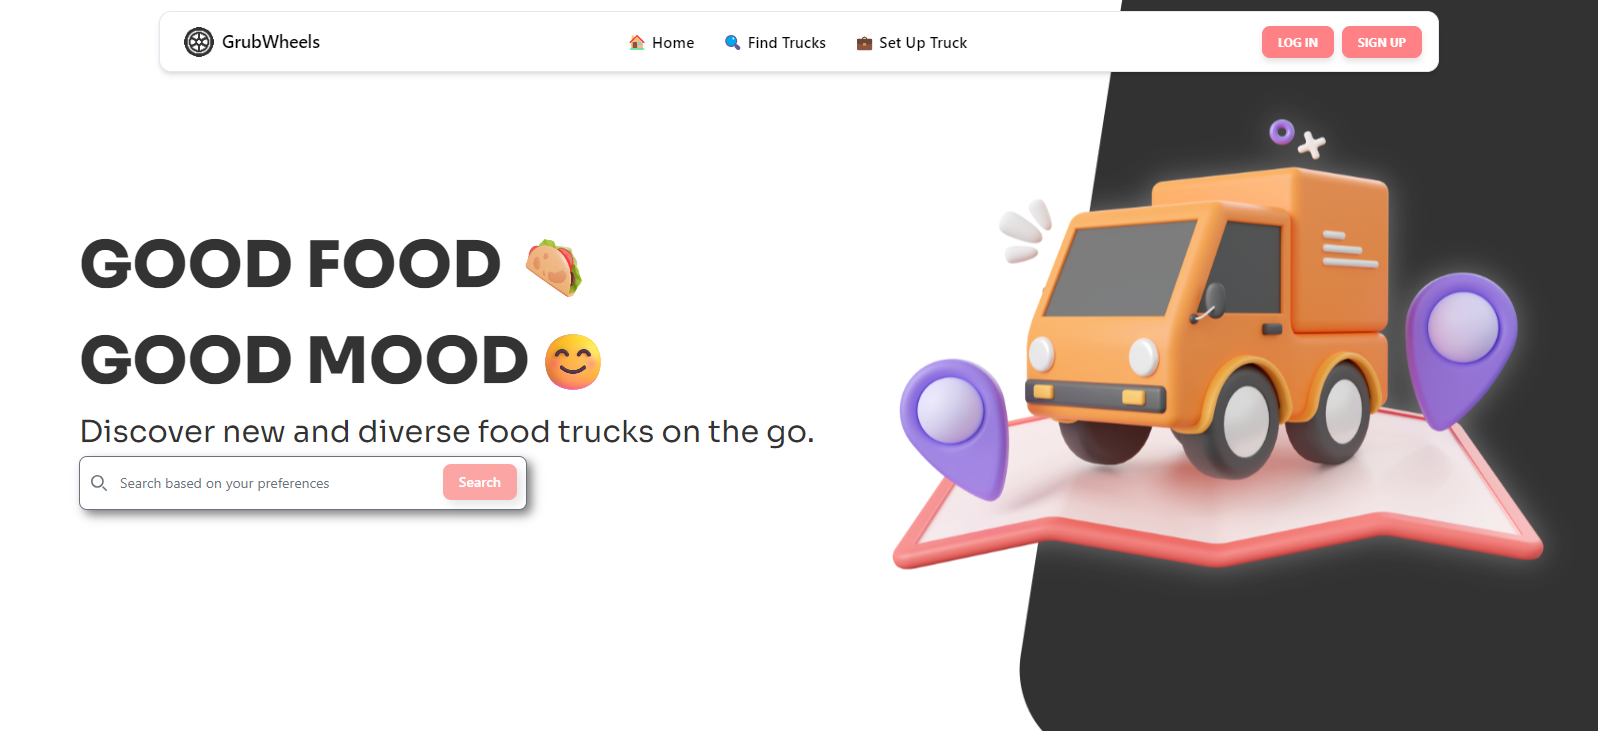 GrubWheels
🏠 Home
🔍 Find Trucks
💼 Set Up Truck
LOG IN
SIGN UP
GOOD FOOD 🌮
GOOD MOOD 😊
Discover new and diverse food trucks on the go.
Search based on your preferences
Search